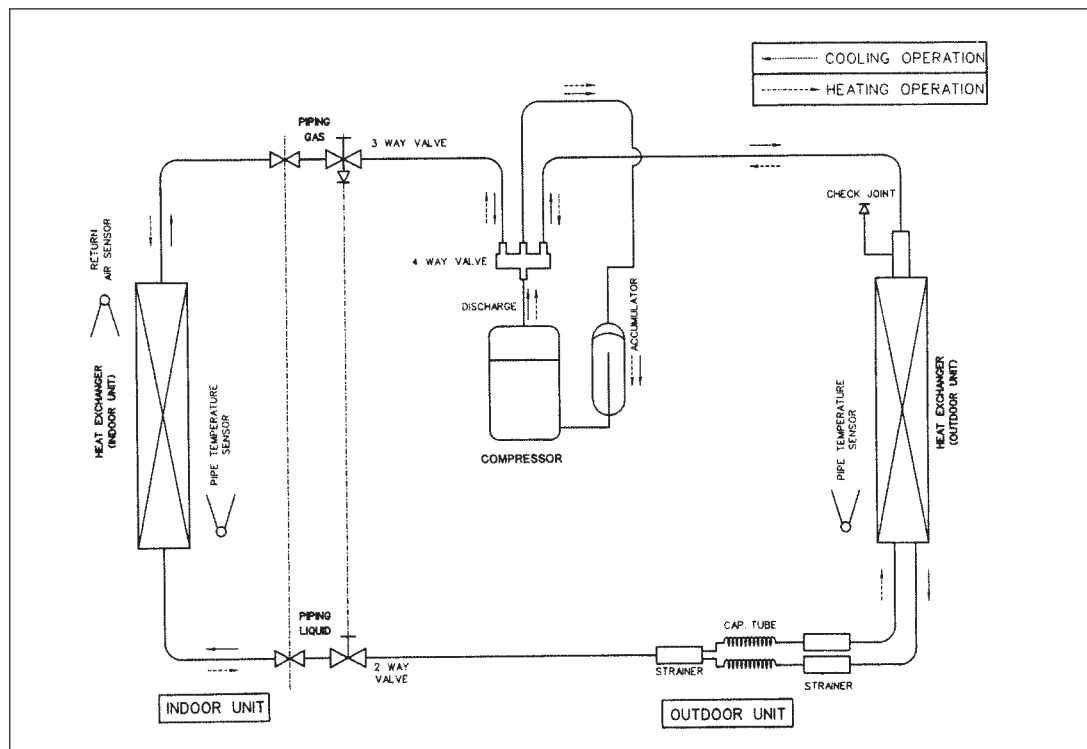 COOLING OPERATION
HEATING OPERATION
PIPING
GAS
3 WAY VALVE
CHECK JOINT
RETURN
AIR SENSOR
4 WAY VALVE
DISCHARGE
ACCUMULATOR
HEAT EXCHANGER
(INDOOR UNIT)
PIPE TEMPERATURE
SENSOR
COMPRESSOR
PIPE TEMPERATURE
SENSOR
HEAT EXCHANGER
(OUTDOOR UNIT)
PIPING
LIQUID
2 WAY
VALVE
CAP. TUBE
STRAINER
STRAINER
INDOOR UNIT
OUTDOOR UNIT